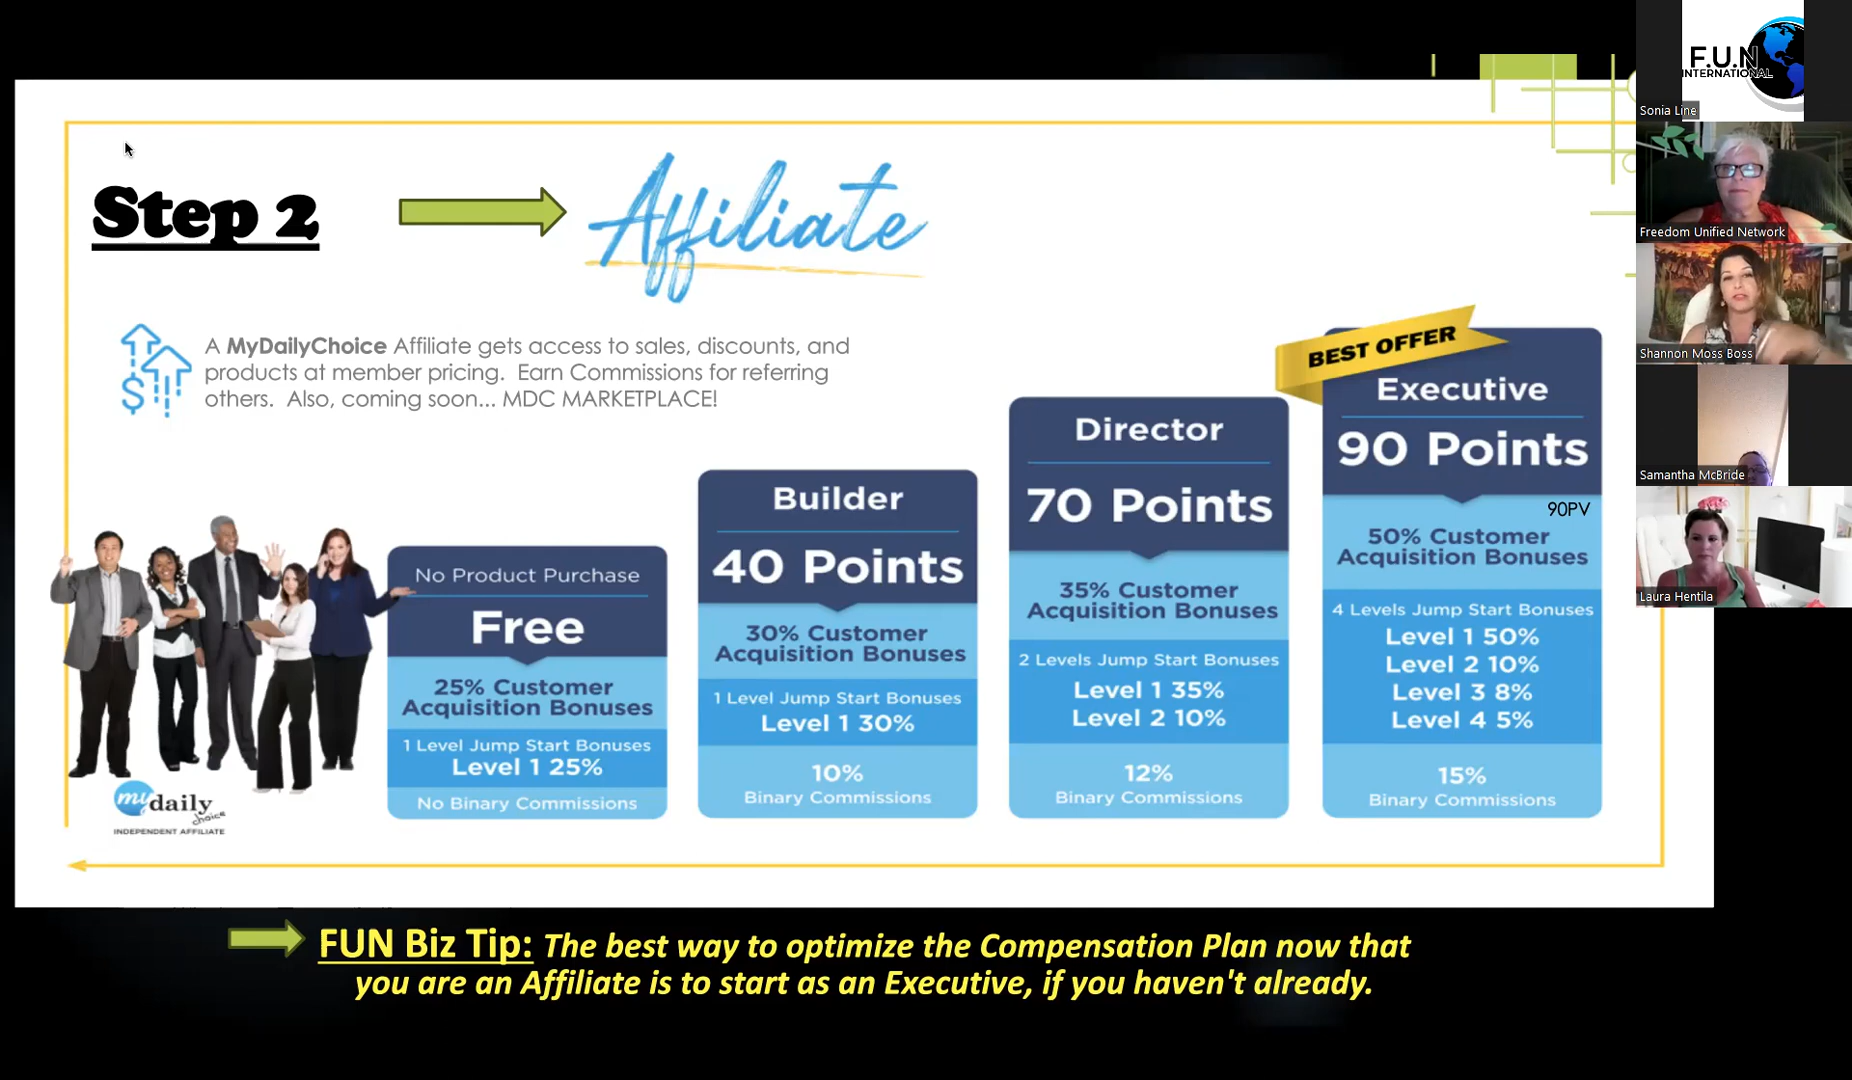 Step 2
Affiliate
A MyDailyChoice Affiliate gets access to sales, discounts, and
products at member pricing.  Earn Commissions for referring
others.  Also, coming soon... MDC MARKETPLACE!
No Product Purchase
Free
25% Customer
Acquisition Bonuses
1 Level Jump Start Bonuses
Level 1 25%
No Binary Commissions
Builder
40 Points
30% Customer
Acquisition Bonuses
1 Level Jump Start Bonuses
Level 1 30%
10%
Binary Commissions
Director
70 Points
35% Customer
Acquisition Bonuses
2 Levels Jump Start Bonuses
Level 1 35%
Level 2 10%
12%
Binary Commissions
BEST OFFER
Executive
90 Points
90PV
50% Customer
Acquisition Bonuses
4 Levels Jump Start Bonuses
Level 1 50%
Level 2 10%
Level 3 8%
Level 4 5%
15%
Binary Commissions
my daily
choice
INDEPENDENT AFFILIATE
FUN Biz Tip: The best way to optimize the Compensation Plan now that
you are an Affiliate is to start as an Executive, if you haven't already.
F.U.N
INTERNATIONAL
Sonia Line
Freedom Unified Network
Shannon Moss Boss
Samantha McBride
Laura Hentila